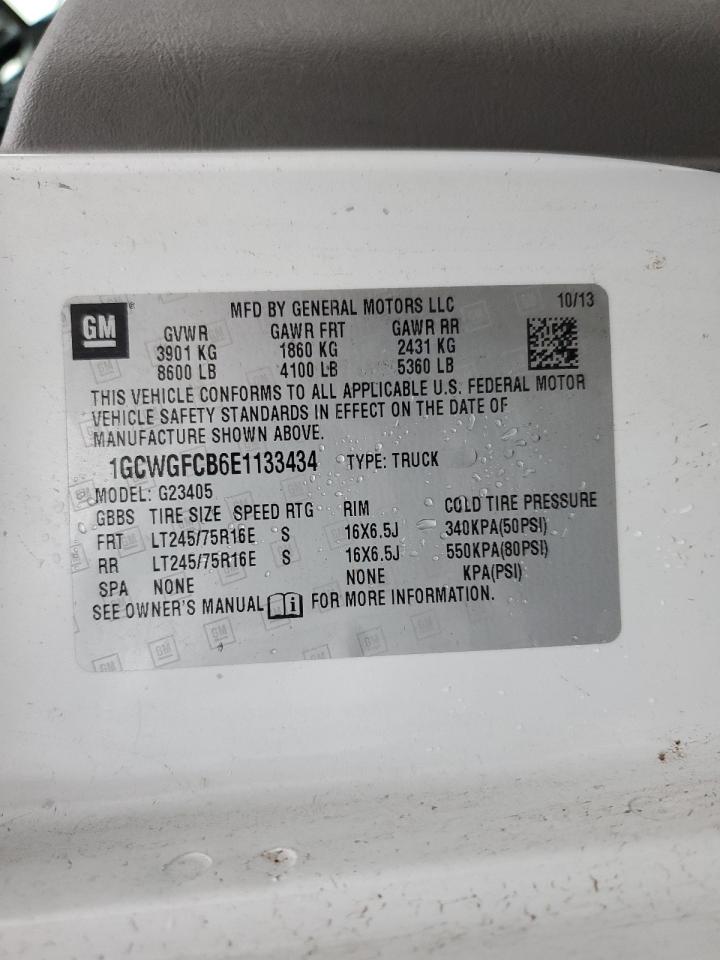 GM
MFD BY GENERAL MOTORS LLC 10/13
GVWR GAWR FRT GAWR RR
3901 KG 1860 KG 2431 KG
8600 LB 4100 LB 5360 LB
THIS VEHICLE CONFORMS TO ALL APPLICABLE U.S. FEDERAL MOTOR
VEHICLE SAFETY STANDARDS IN EFFECT ON THE DATE OF
MANUFACTURE SHOWN ABOVE.
1GCWGFCB6E1133434 TYPE: TRUCK
MODEL: G23405
GBBS TIRE SIZE SPEED RTG RIM COLD TIRE PRESSURE
FRT LT245/75R16E S 16X6.5J 340KPA(50PSI)
RR LT245/75R16E S 16X6.5J 550KPA(80PSI)
SPA NONE NONE KPA(PSI)
SEE OWNER'S MANUAL i FOR MORE INFORMATION.